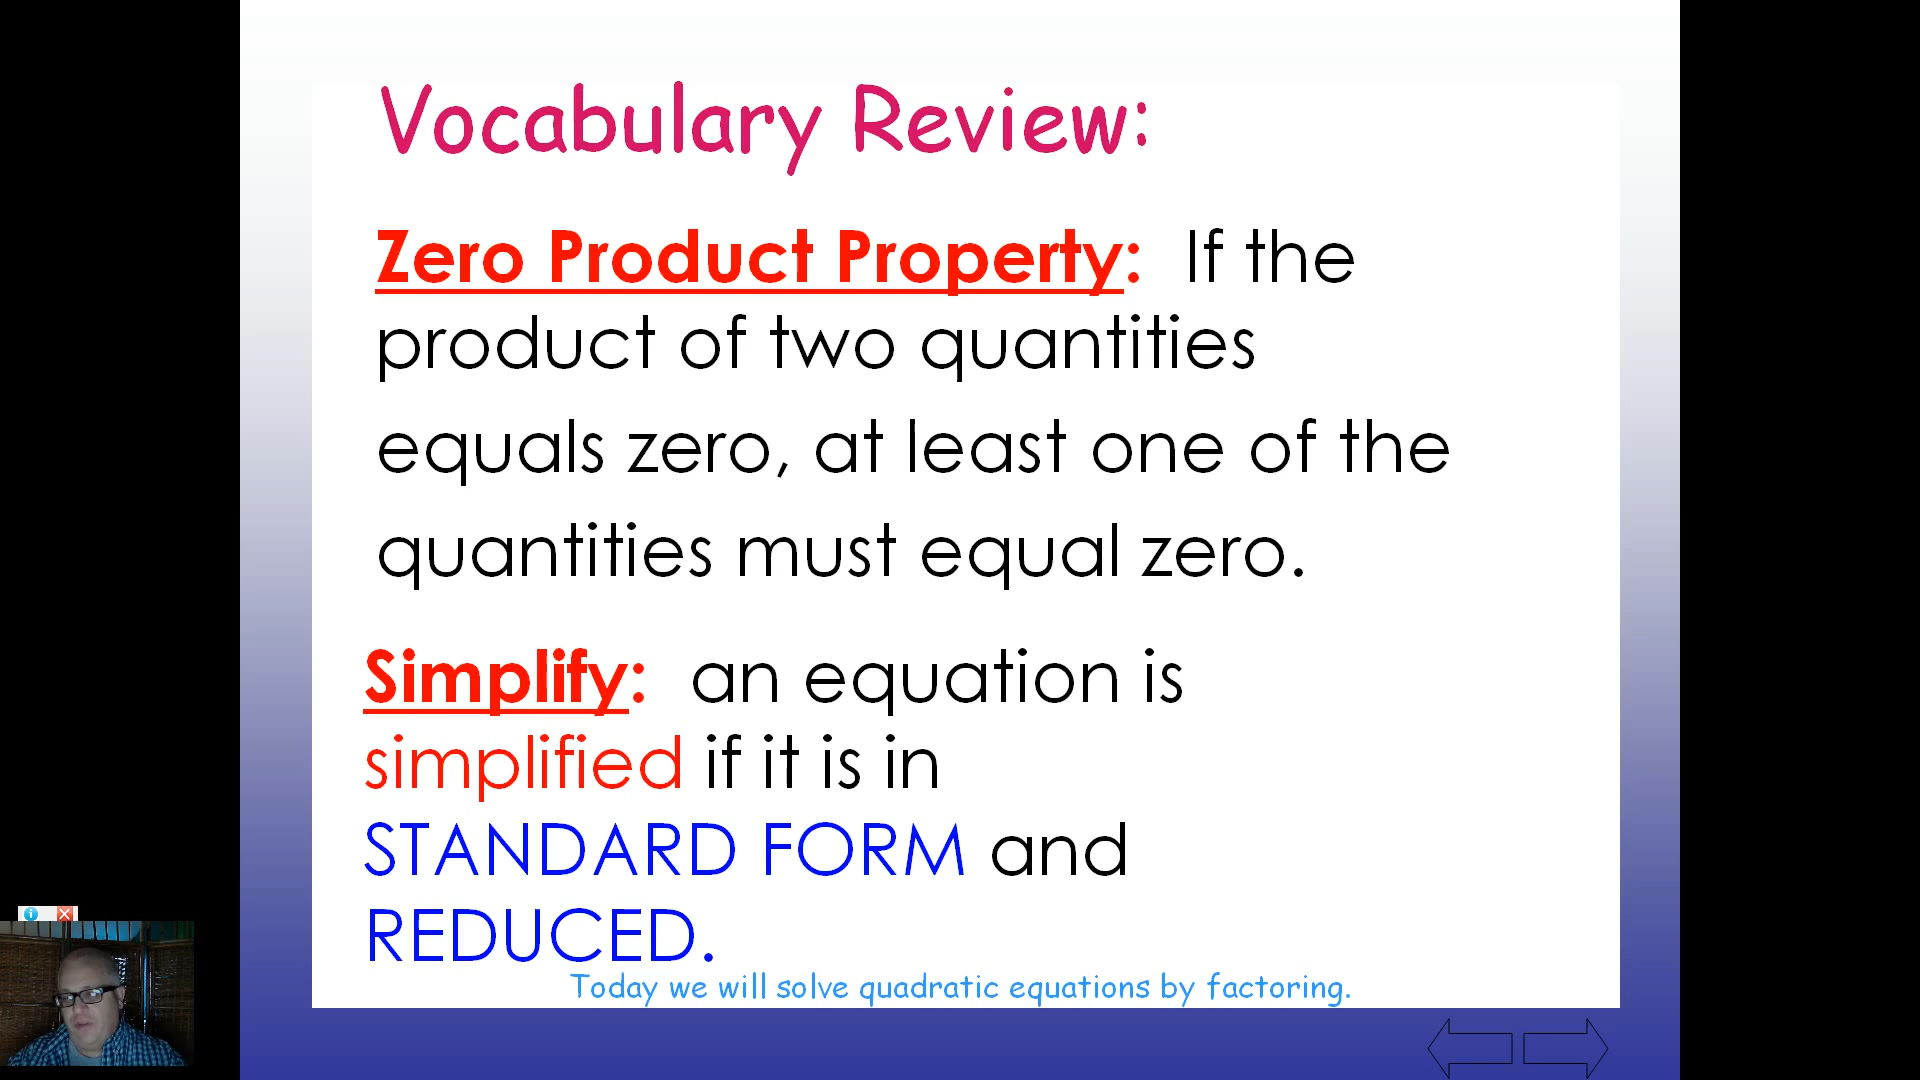 Vocabulary Review:
Zero Product Property: If the
product of two quantities
equals zero, at least one of the
quantities must equal zero.
Simplify: an equation is
simplified if it is in
STANDARD FORM and
REDUCED.
Today we will solve quadratic equations by factoring.